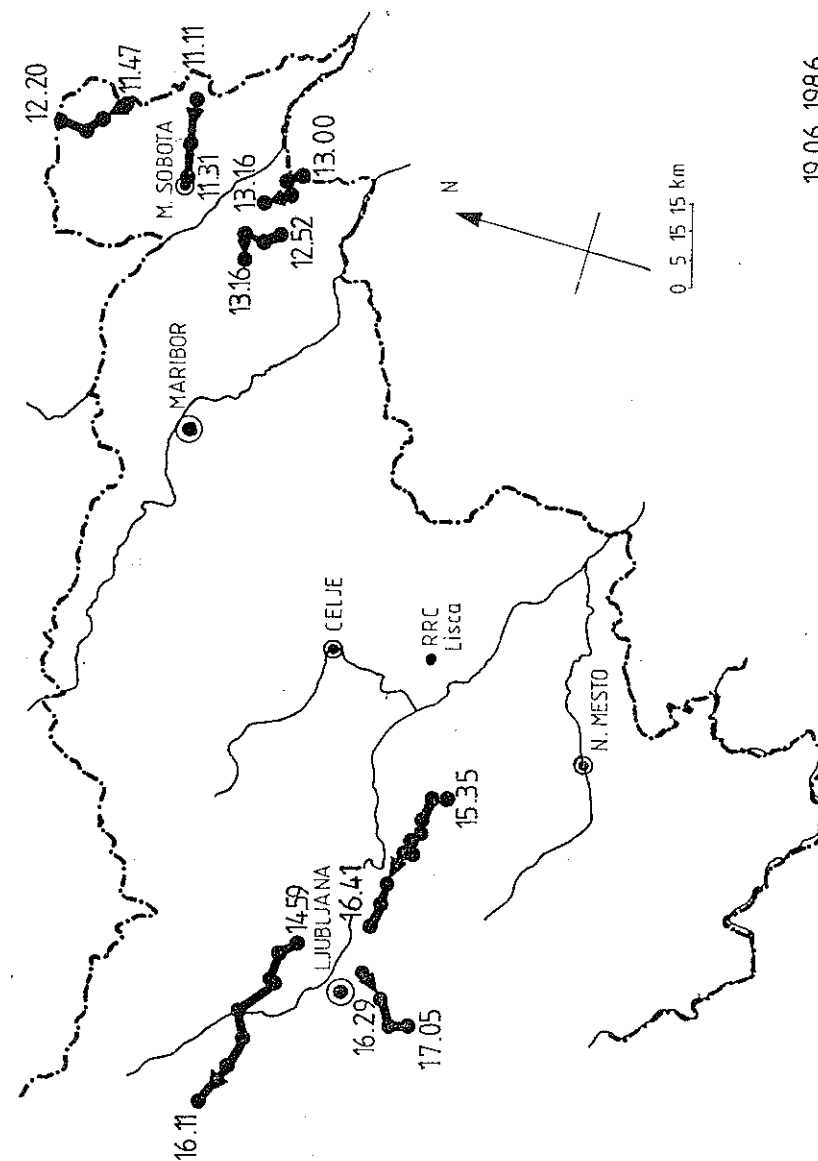 12.20
11.47
11.11
M. SOBOTA
11.31
13.16
13.00
13.16
12.52
MARIBOR
N
0 5 15 15 km
CELJE
RRC
Lisca
N. MESTO
15.35
16.41
LJUBLJANA
14.59
16.29
17.05
16.11
19.06.1986